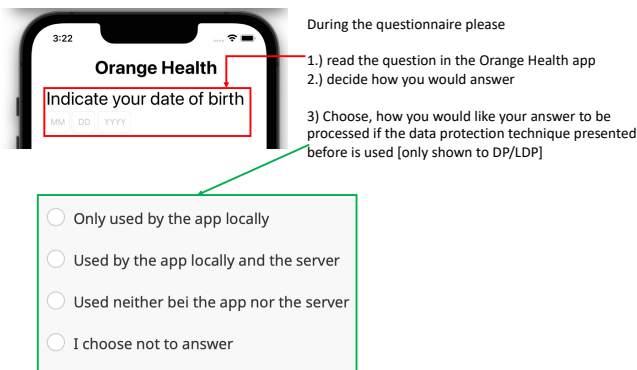 3:22
Orange Health
Indicate your date of birth
MM DD YYYY
During the questionnaire please
1.) read the question in the Orange Health app
2.) decide how you would answer
3) Choose, how you would like your answer to be
processed if the data protection technique presented
before is used [only shown to DP/LDP]
Only used by the app locally
Used by the app locally and the server
Used neither bei the app nor the server
I choose not to answer